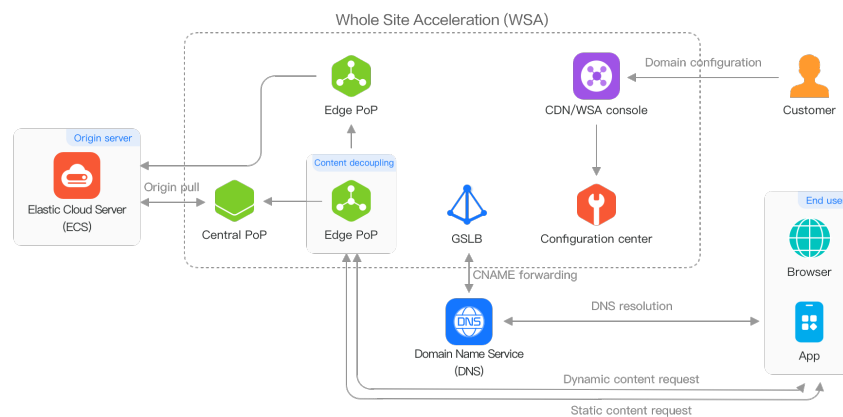 Whole Site Acceleration (WSA)
Domain configuration
Edge PoP
CDN/WSA console
Customer
Origin server
Content decoupling
Origin pull
Elastic Cloud Server
(ECS)
Central PoP
Edge PoP
GSLB
Configuration center
End use
Browser
CNAME forwarding
DNS resolution
DNS
Domain Name Service
(DNS)
App
Dynamic content request
Static content request